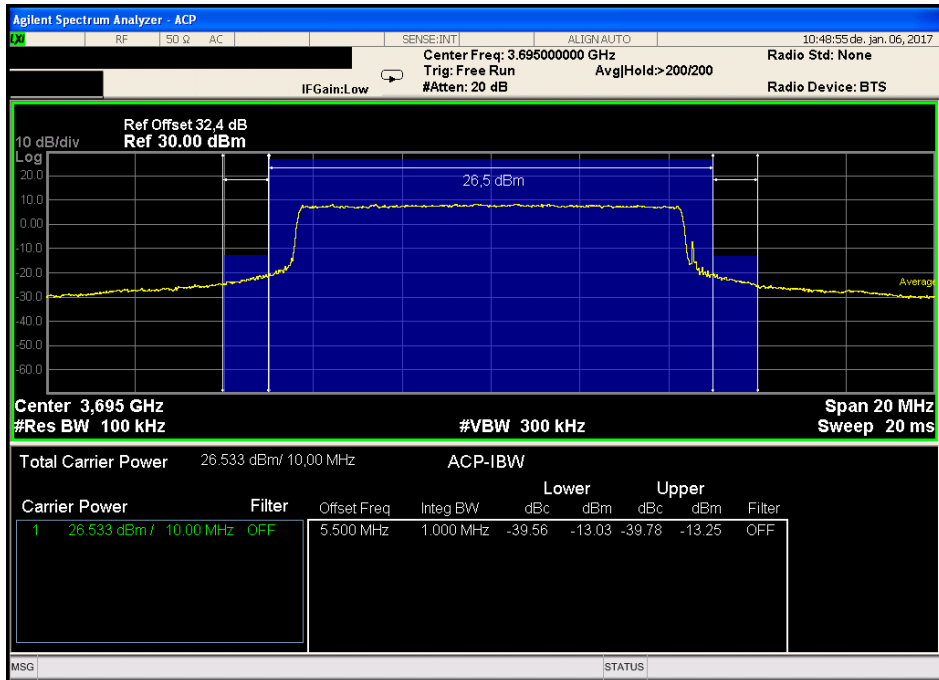 Agilent Spectrum Analyzer - ACP
LXI RF 50 Ω AC SENSE:INT ALIGN AUTO 10:48:55 de. jan. 06, 2017
Center Freq: 3.695000000 GHz Radio Std: None
Trig: Free Run Avg|Hold:>200/200
IFGain:Low #Atten: 20 dB Radio Device: BTS
Ref Offset 32,4 dB
10 dB/div Ref 30.00 dBm
Log
20.0
26,5 dBm
10.0
0.00
-10.0
-20.0
Average
-30.0
-40.0
-50.0
-60.0
Center 3,695 GHz Span 20 MHz
#Res BW 100 kHz #VBW 300 kHz Sweep 20 ms
Total Carrier Power 26.533 dBm/ 10,00 MHz ACP-IBW
Lower Upper
Carrier Power Filter Offset Freq Integ BW dBc dBm dBc dBm Filter
1 26.533 dBm / 10.00 MHz OFF 5.500 MHz 1.000 MHz -39.56 -13.03 -39.78 -13.25 OFF
MSG STATUS